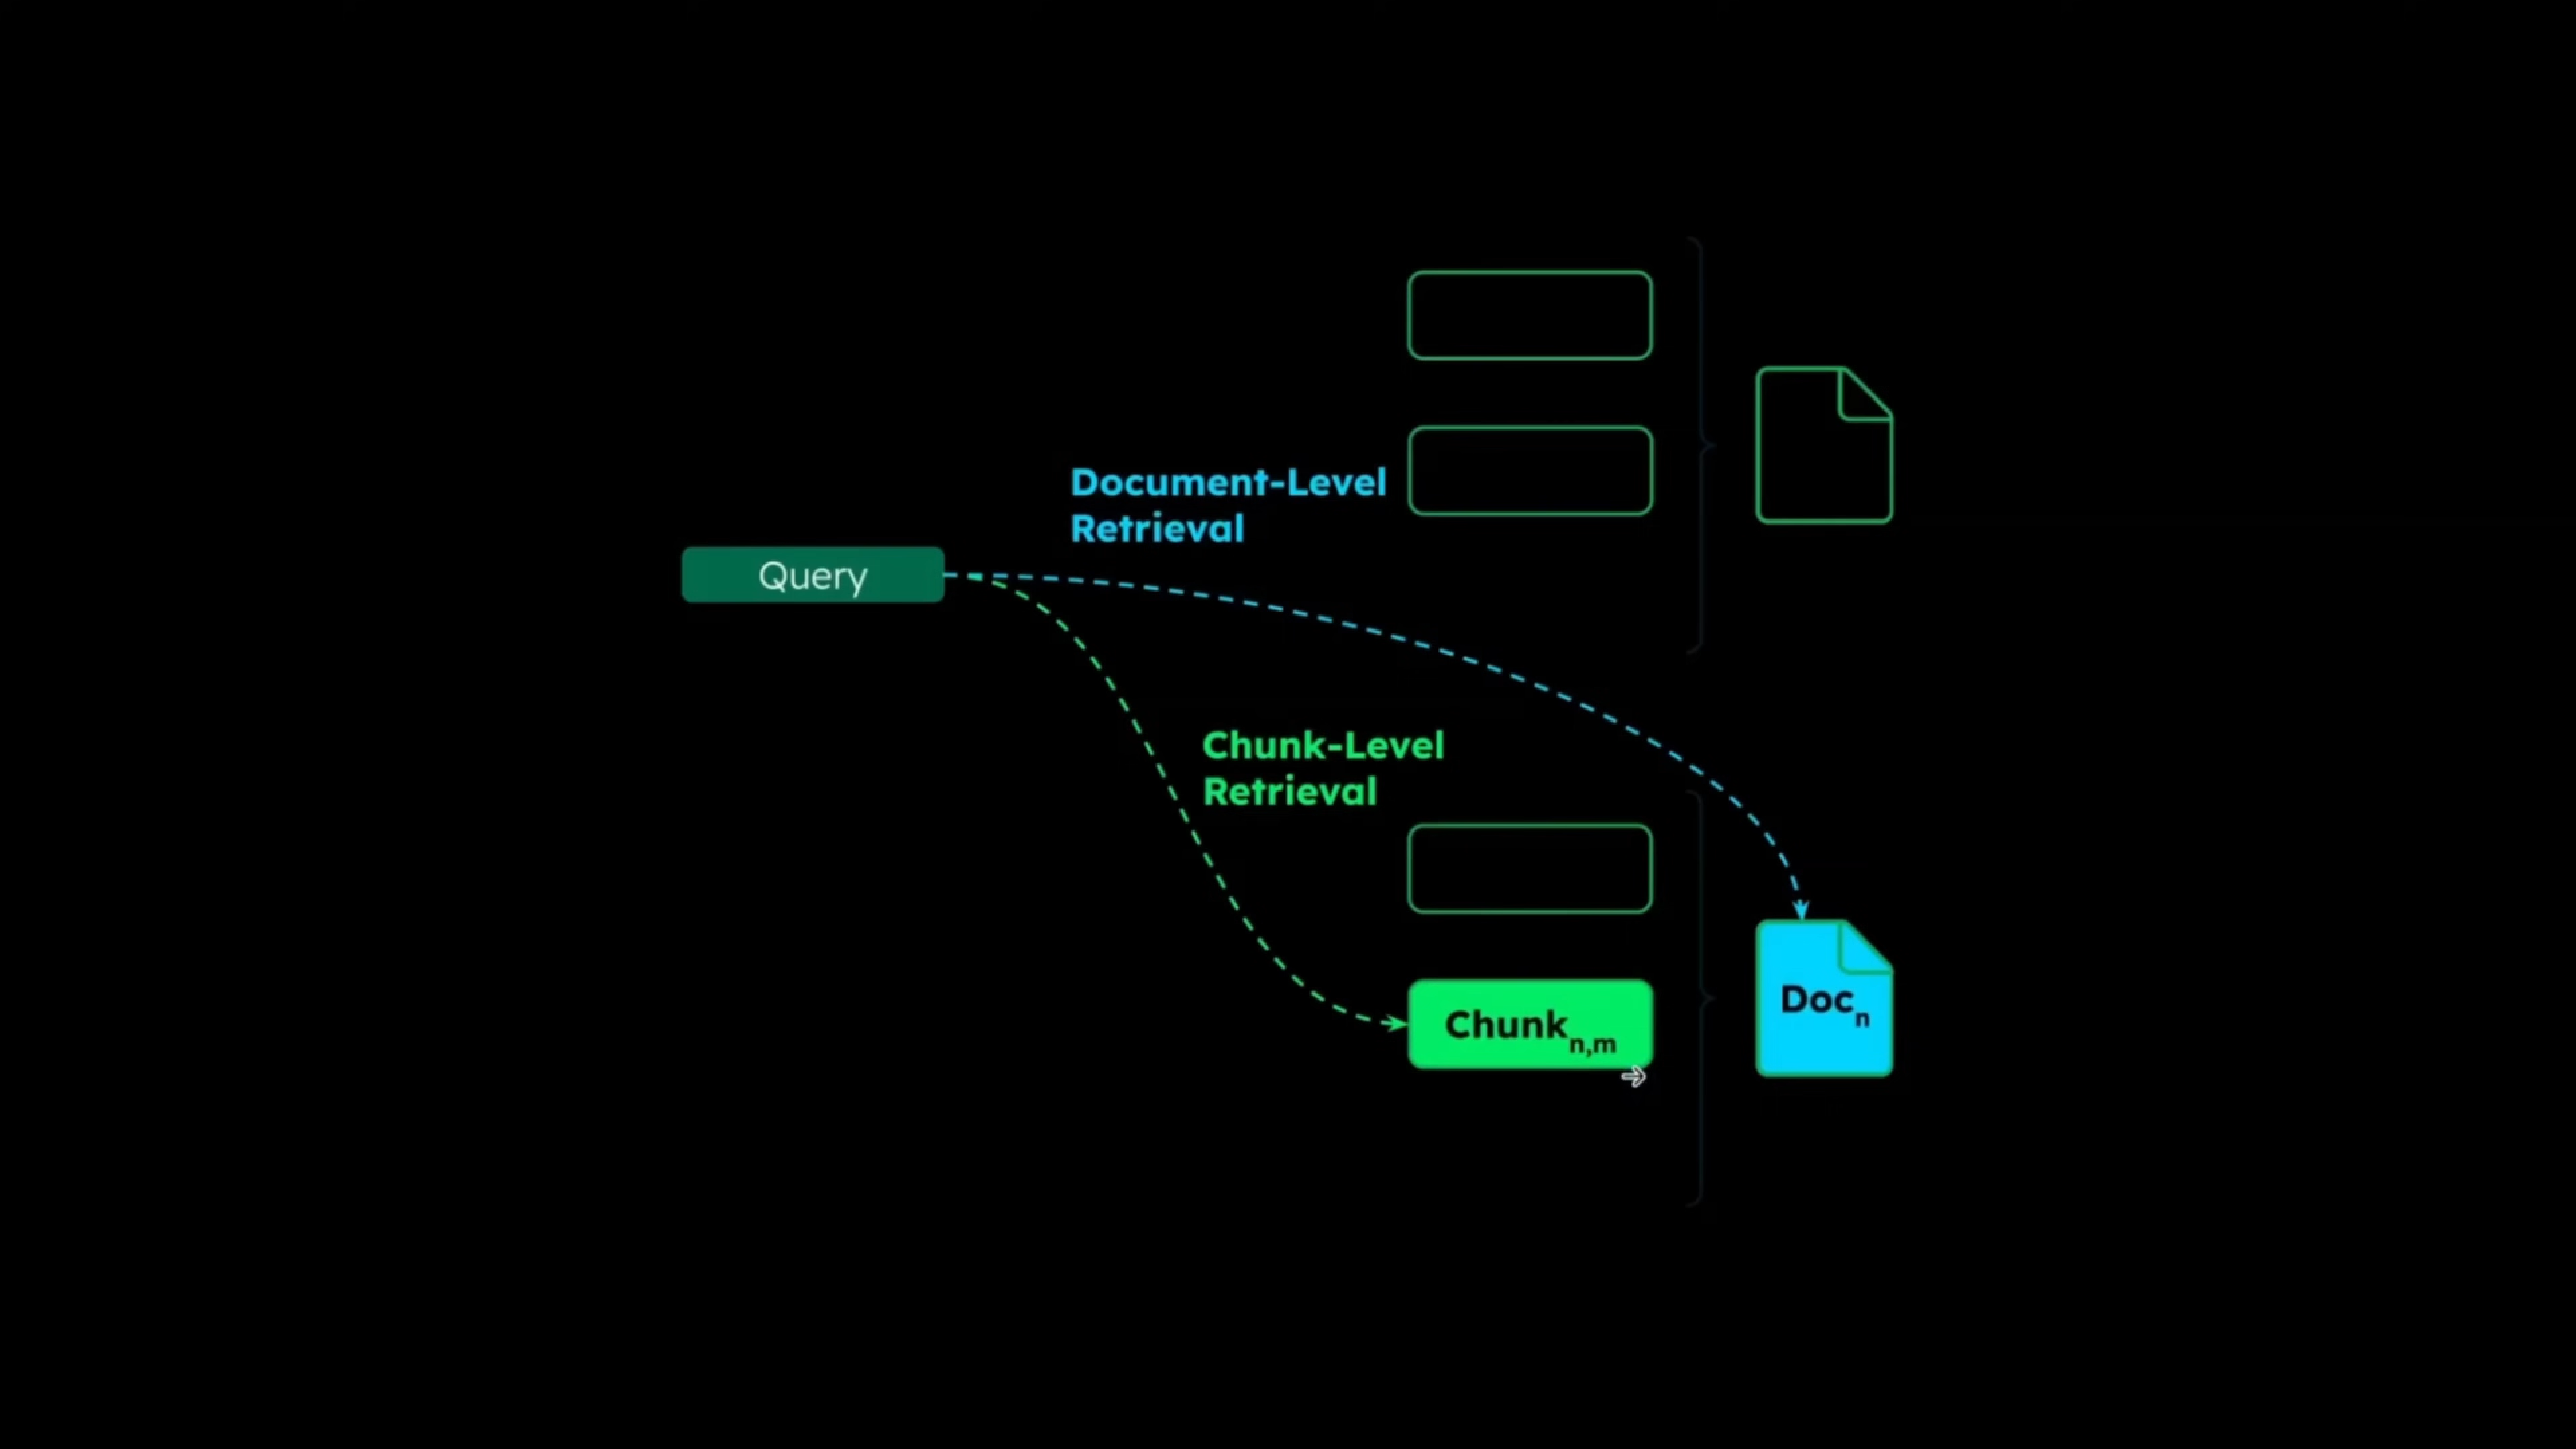 Document-Level
Retrieval
Query
Chunk-Level
Retrieval
Chunkn,m
Docn